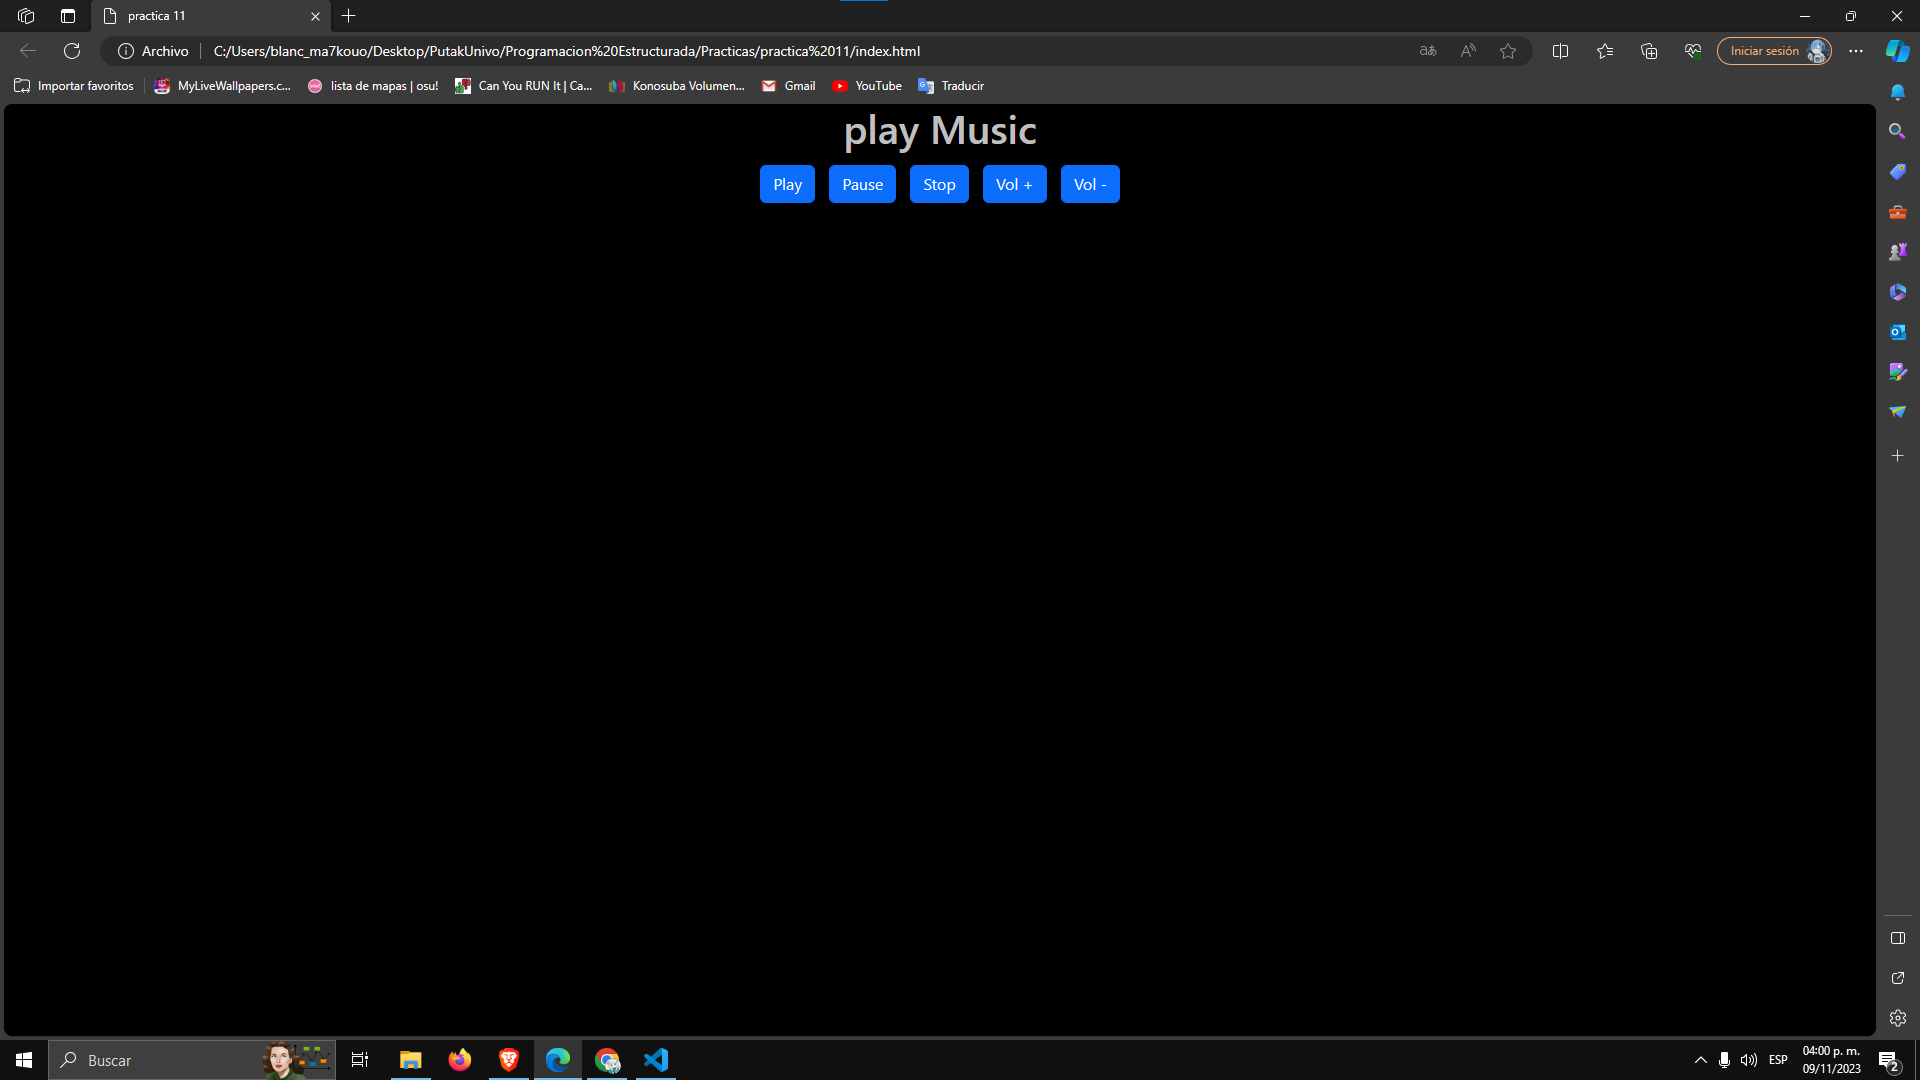 practica 11
Archivo
C:/Users/blanc_ma7kouo/Desktop/PutakUnivo/Programacion%20Estructurada/Practicas/practica%2011/index.html
Iniciar sesión
Importar favoritos
MyLiveWallpapers.c...
lista de mapas | osu!
Can You RUN It | Ca...
Konosuba Volumen...
Gmail
YouTube
Traducir
play Music
Play
Pause
Stop
Vol +
Vol -
Buscar
ESP
04:00 p. m.
09/11/2023
2